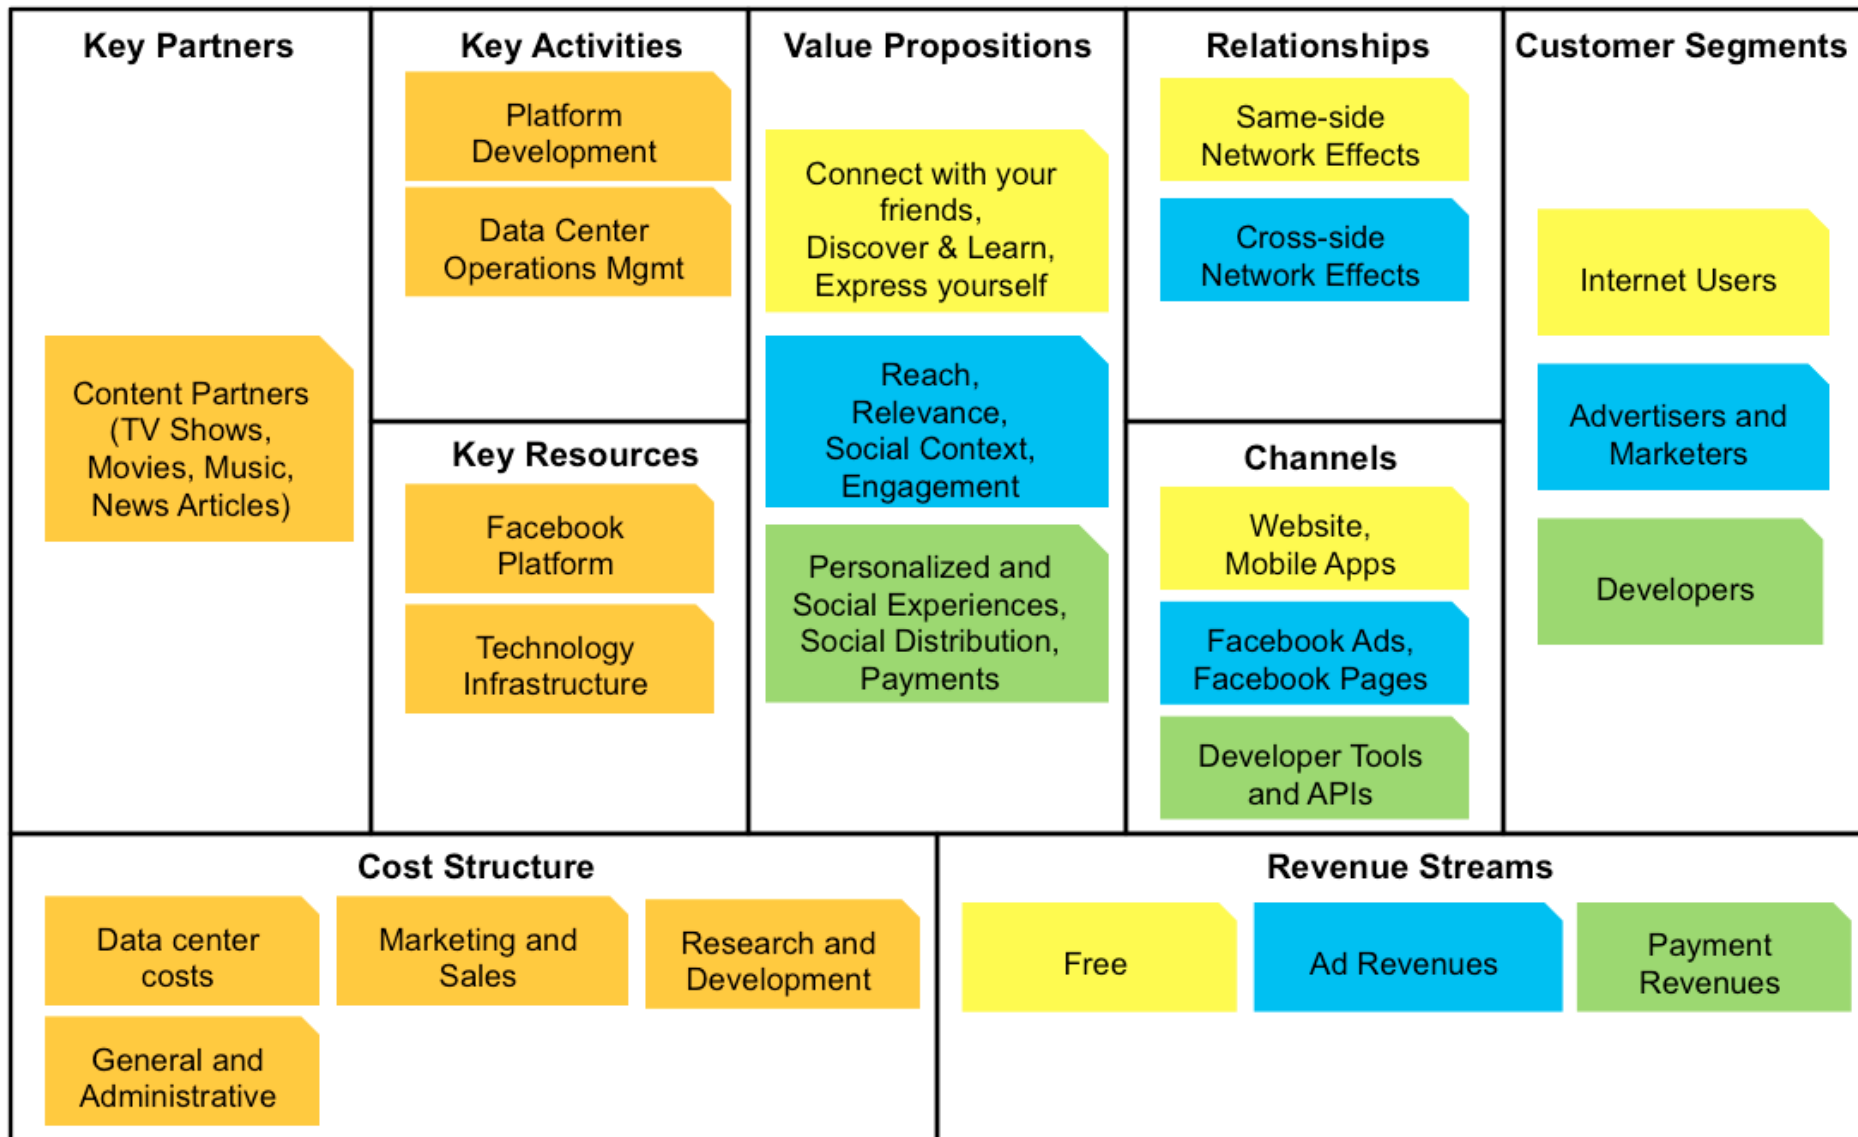 Key Partners
Content Partners
(TV Shows,
Movies, Music,
News Articles)
Key Activities
Platform
Development
Data Center
Operations Mgmt
Key Resources
Facebook
Platform
Technology
Infrastructure
Value Propositions
Connect with your
friends,
Discover & Learn,
Express yourself
Reach,
Relevance,
Social Context,
Engagement
Personalized and
Social Experiences,
Social Distribution,
Payments
Relationships
Same-side
Network Effects
Cross-side
Network Effects
Channels
Website,
Mobile Apps
Facebook Ads,
Facebook Pages
Developer Tools
and APIs
Customer Segments
Internet Users
Advertisers and
Marketers
Developers
Cost Structure
Data center
costs
Marketing and
Sales
Research and
Development
General and
Administrative
Revenue Streams
Free
Ad Revenues
Payment
Revenues